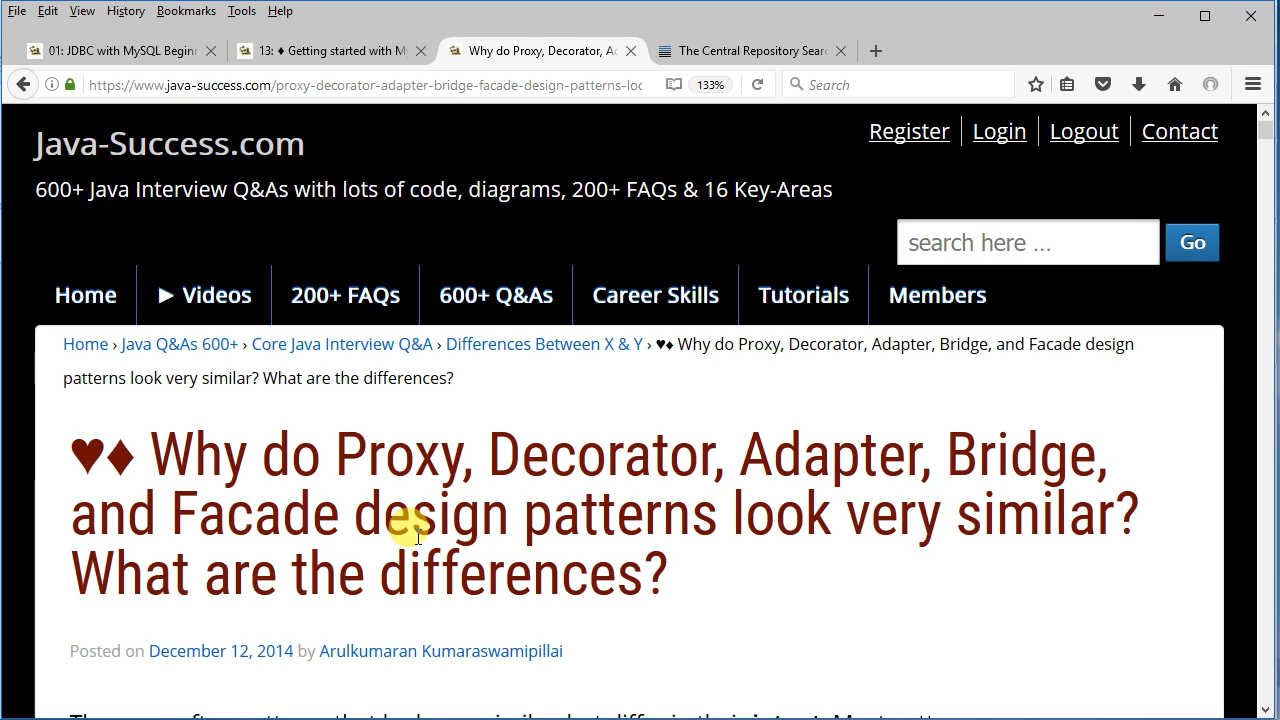 File Edit View History Bookmarks Tools Help
01: JDBC with MySQL Beginn
13: ♦ Getting started with My
Why do Proxy, Decorator, Ac
The Central Repository Searc
https://www.java-success.com/proxy-decorator-adapter-bridge-facade-design-patterns-loc
133%
Search
Java-Success.com
Register Login Logout Contact
600+ Java Interview Q&As with lots of code, diagrams, 200+ FAQs & 16 Key-Areas
search here ...
Go
Home ► Videos 200+ FAQs 600+ Q&As Career Skills Tutorials Members
Home › Java Q&As 600+ › Core Java Interview Q&A › Differences Between X & Y › ♥♦ Why do Proxy, Decorator, Adapter, Bridge, and Facade design
patterns look very similar? What are the differences?
♥♦ Why do Proxy, Decorator, Adapter, Bridge,
and Facade design patterns look very similar?
What are the differences?
Posted on December 12, 2014 by Arulkumaran Kumaraswamipillai